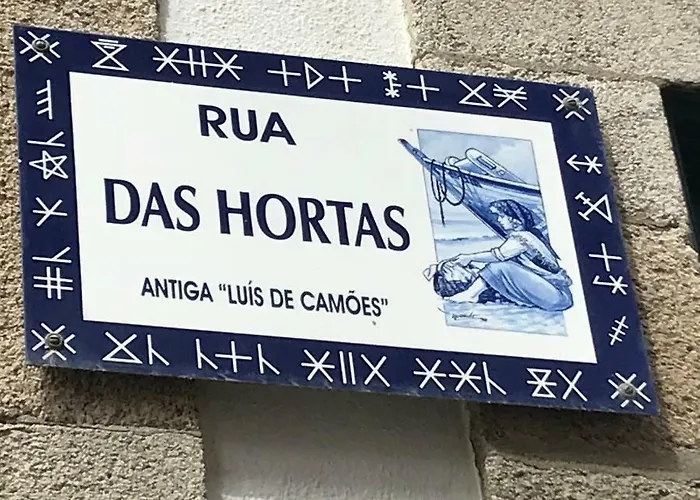 RUA
DAS HORTAS
ANTIGA "LUÍS DE CAMÕES"